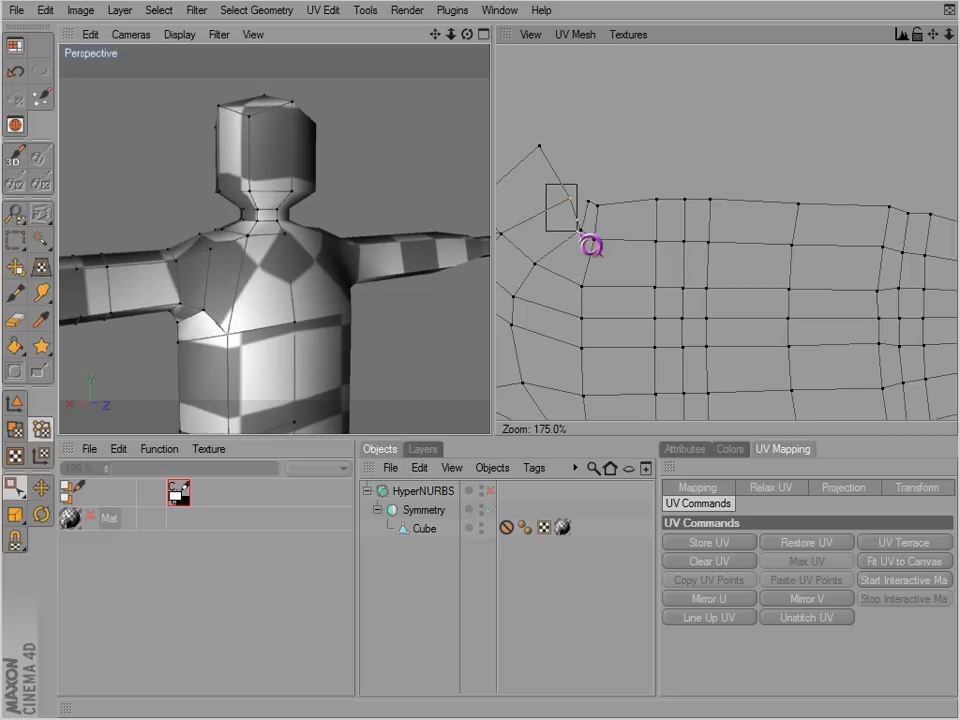 File Edit Image Layer Select Filter Select Geometry UV Edit Tools Render Plugins Window Help
Edit Cameras Display Filter View
View UV Mesh Textures
Perspective
3D
Y
X
Z
Zoom: 175.0%
File Edit Function Texture
100 %
Mat
Objects Layers
File Edit View Objects Tags
HyperNURBS
Symmetry
Cube
Attributes Colors UV Mapping
Mapping Relax UV Projection Transform
UV Commands
UV Commands
Store UV Restore UV UV Terrace
Clear UV Max UV Fit UV to Canvas
Copy UV Points Paste UV Points Start Interactive Ma
Mirror U Mirror V Stop Interactive Ma
Line Up UV Unstitch UV
MAXON
CINEMA 4D